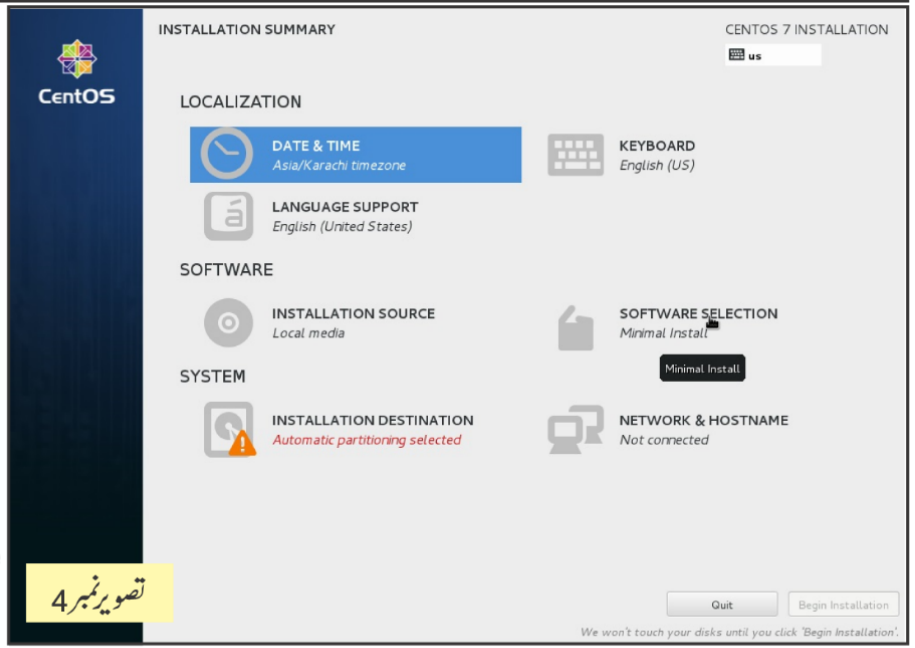 INSTALLATION SUMMARY
CENTOS 7 INSTALLATION
us
CentOS
LOCALIZATION
DATE & TIME
Asia/Karachi timezone
KEYBOARD
English (US)
á
LANGUAGE SUPPORT
English (United States)
SOFTWARE
INSTALLATION SOURCE
Local media
SOFTWARE SELECTION
Minimal Install
Minimal Install
SYSTEM
INSTALLATION DESTINATION
Automatic partitioning selected
NETWORK & HOSTNAME
Not connected
تصویر نمبر 4
Quit
Begin Installation
We won't touch your disks until you click 'Begin Installation'.